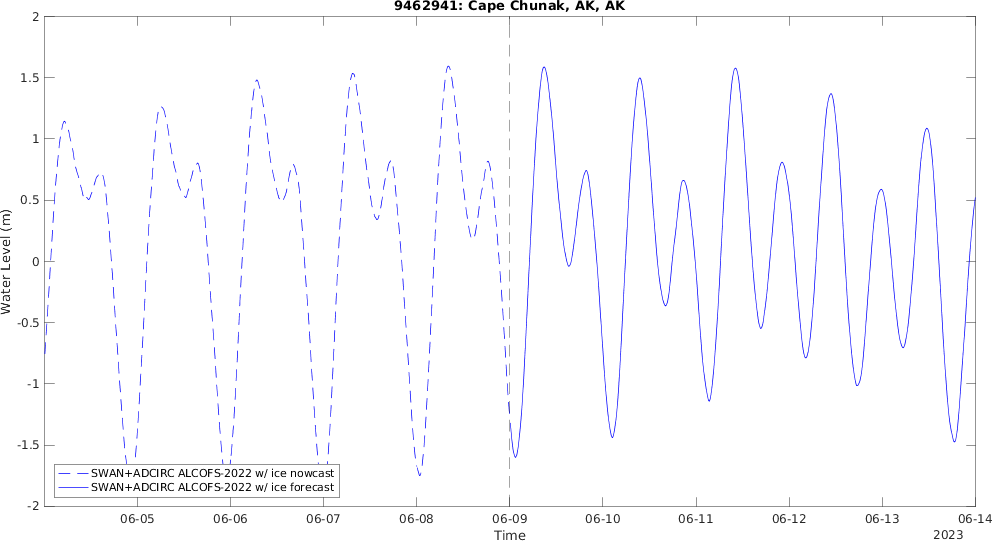 9462941: Cape Chunak, AK, AK
Water Level (m)
2
1.5
1
0.5
0
-0.5
-1
-1.5
-2
SWAN+ADCIRC ALCOFS-2022 w/ ice nowcast
SWAN+ADCIRC ALCOFS-2022 w/ ice forecast
06-05 06-06 06-07 06-08 06-09 06-10 06-11 06-12 06-13 06-14
Time
2023